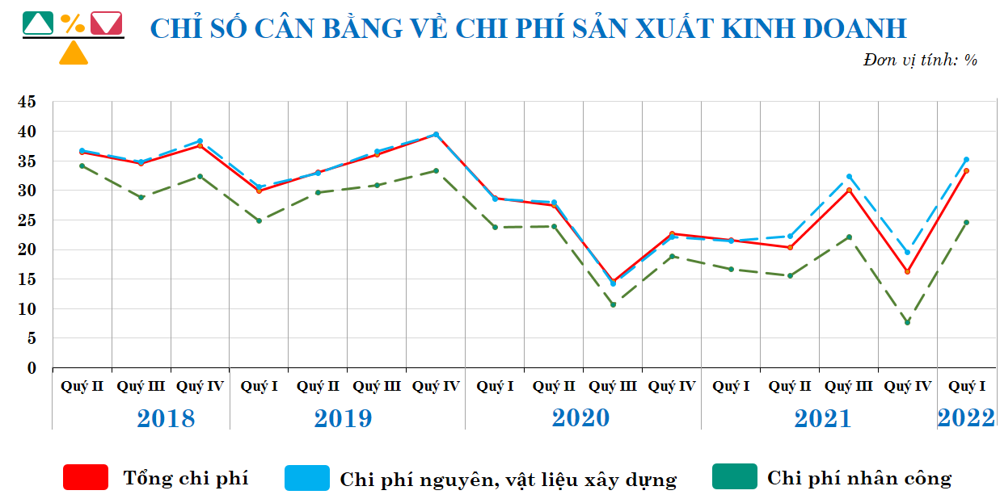 %
CHỈ SỐ CÂN BẰNG VỀ CHI PHÍ SẢN XUẤT KINH DOANH
Đơn vị tính: %
45
40
35
30
25
20
15
10
5
0
Quý II Quý III Quý IV Quý I Quý II Quý III Quý IV Quý I Quý II Quý III Quý IV Quý I Quý II Quý III Quý IV Quý I
2018 2019 2020 2021 2022
Tổng chi phí Chi phí nguyên, vật liệu xây dựng Chi phí nhân công